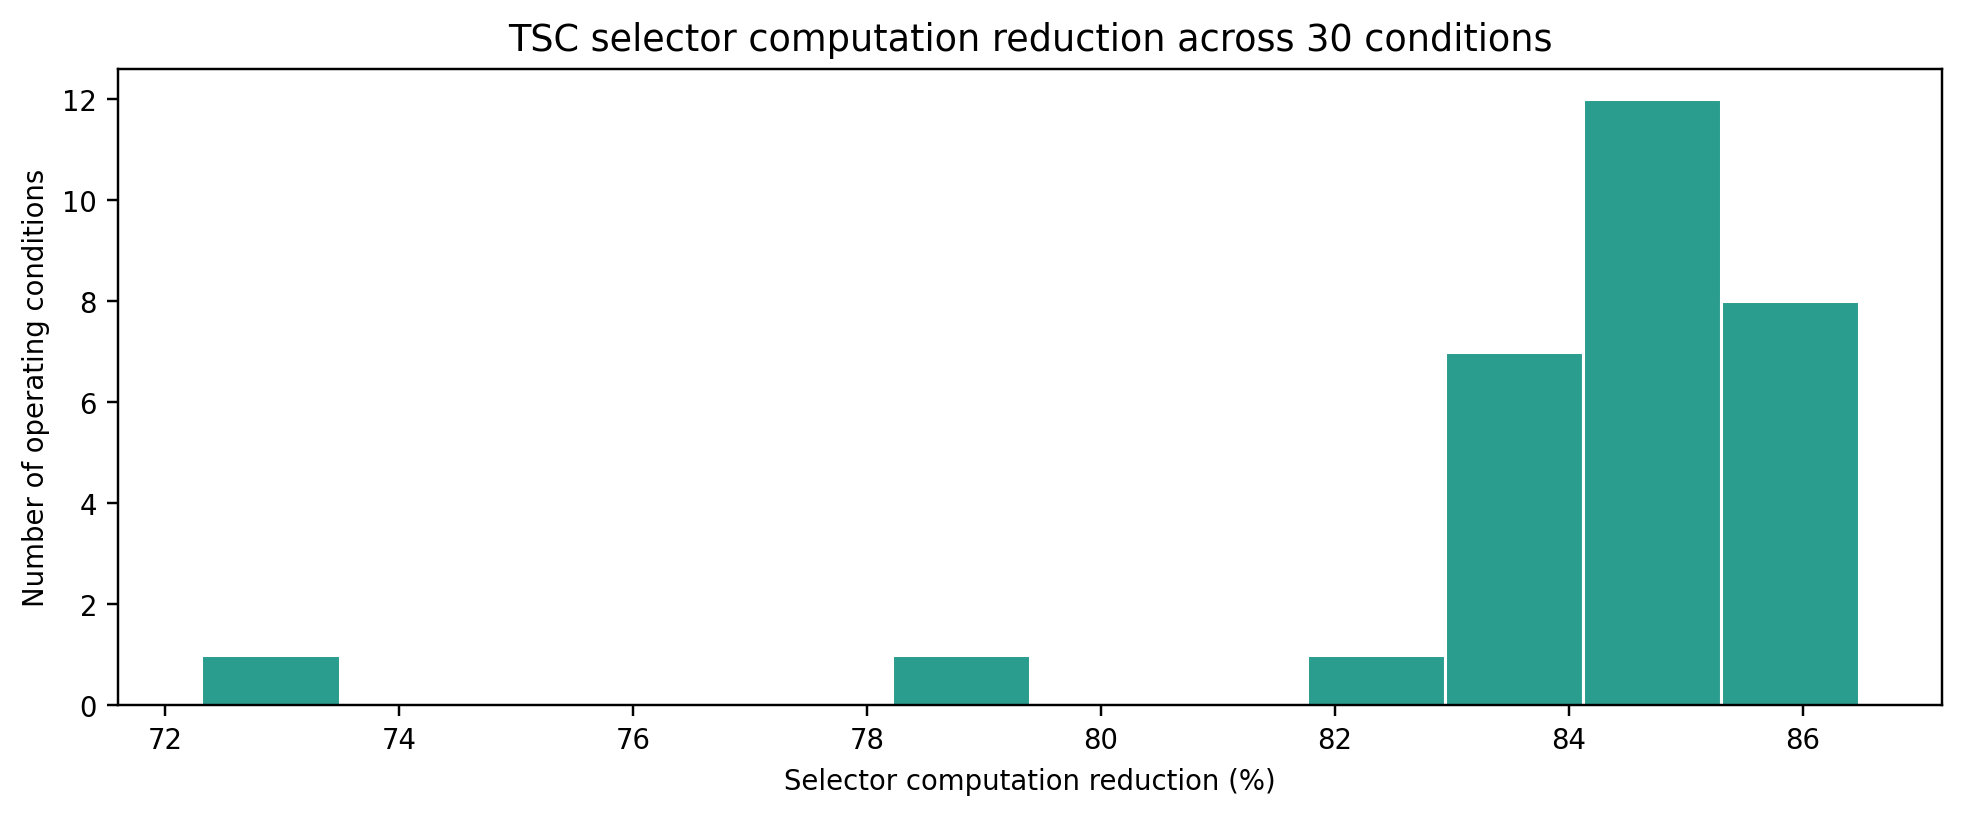 TSC selector computation reduction across 30 conditions
Number of operating conditions
12
10
8
6
4
2
0
72 74 76 78 80 82 84 86
Selector computation reduction (%)